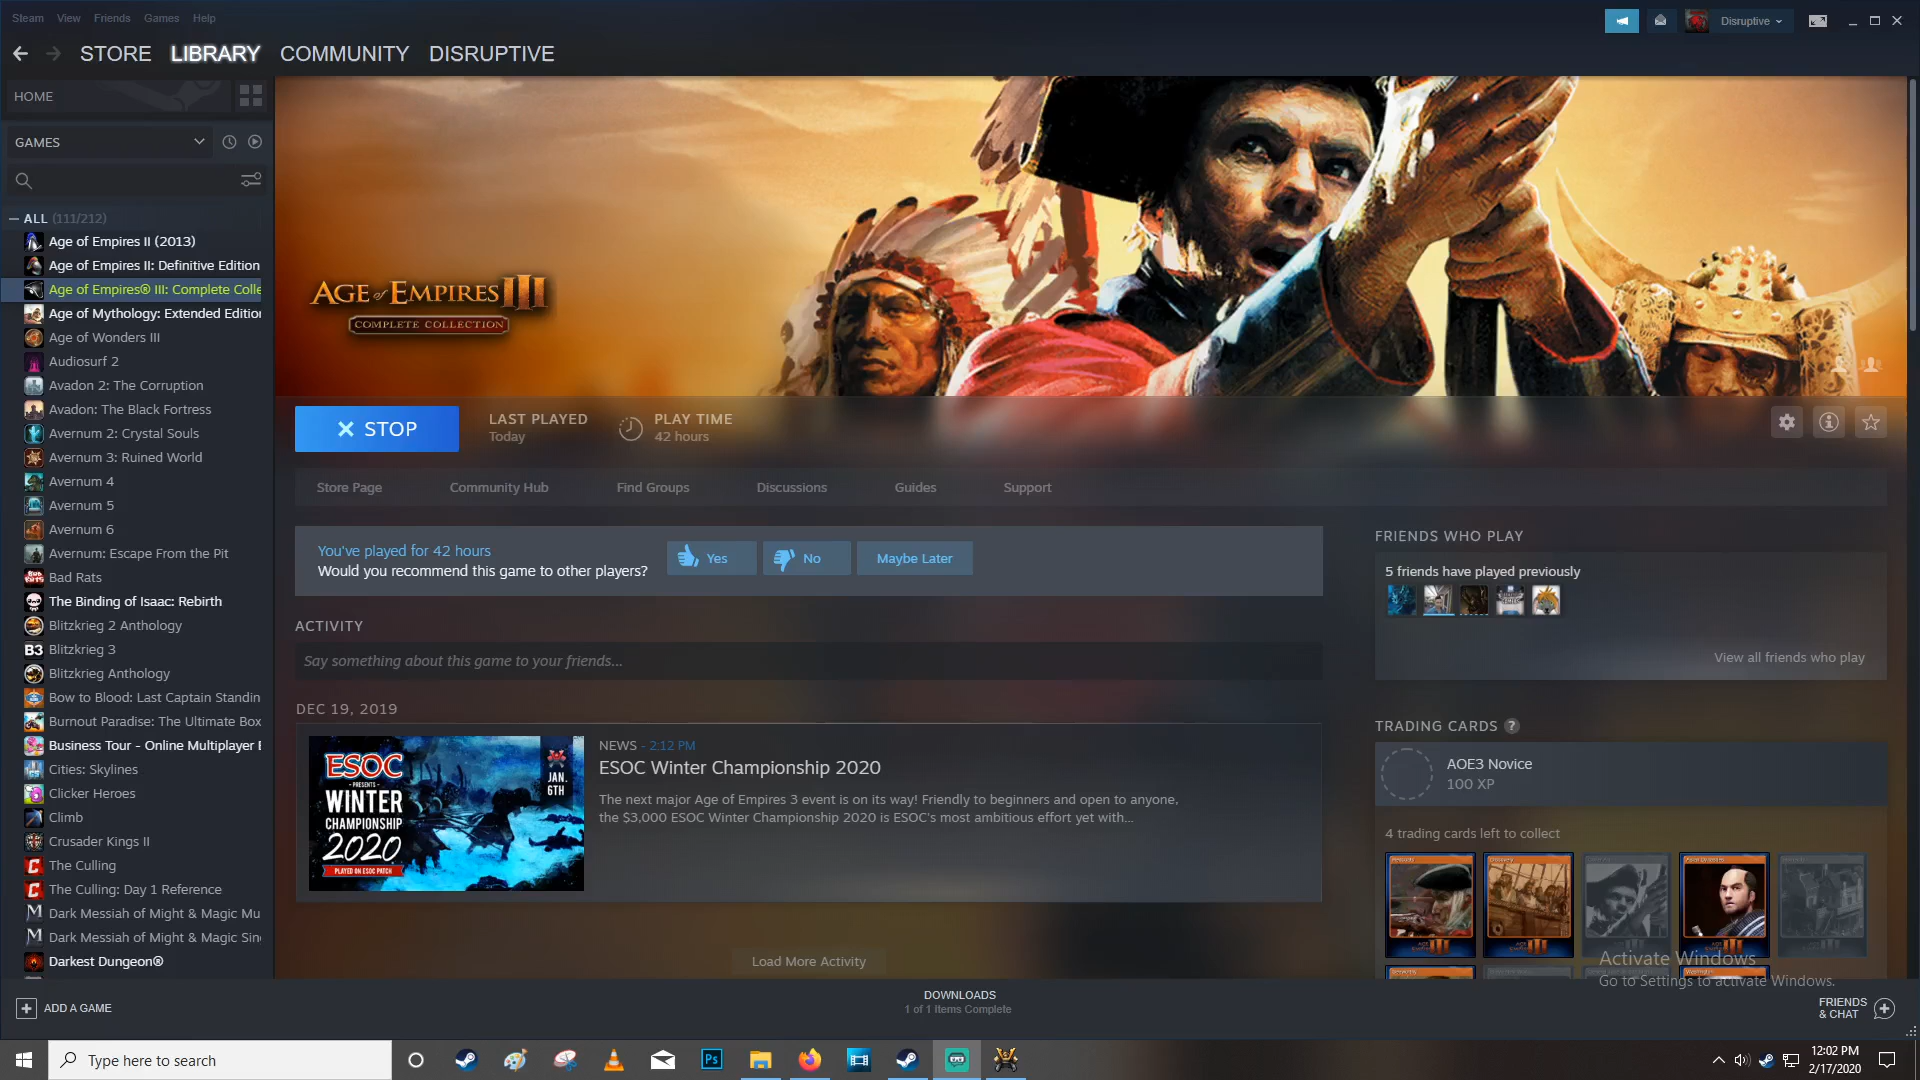 Steam View Friends Games Help
Disruptive
STORE LIBRARY COMMUNITY DISRUPTIVE
HOME
GAMES
ALL (111/212)
Age of Empires II (2013)
Age of Empires II: Definitive Edition
Age of Empires® III: Complete Colle
Age of Mythology: Extended Edition
Age of Wonders III
Audiosurf 2
Avadon 2: The Corruption
Avadon: The Black Fortress
Avernum 2: Crystal Souls
Avernum 3: Ruined World
Avernum 4
Avernum 5
Avernum 6
Avernum: Escape From the Pit
Bad Rats
The Binding of Isaac: Rebirth
Blitzkrieg 2 Anthology
B3 Blitzkrieg 3
Blitzkrieg Anthology
Bow to Blood: Last Captain Standin
Burnout Paradise: The Ultimate Box
Business Tour - Online Multiplayer
Cities: Skylines
Clicker Heroes
Climb
Crusader Kings II
The Culling
The Culling: Day 1 Reference
Dark Messiah of Might & Magic Mu
Dark Messiah of Might & Magic Sin
Darkest Dungeon®
ADD A GAME
AGE of EMPIRES III
COMPLETE COLLECTION
STOP
LAST PLAYED
Today
PLAY TIME
42 hours
Store Page Community Hub Find Groups Discussions Guides Support
You've played for 42 hours
Would you recommend this game to other players?
Yes No Maybe Later
ACTIVITY
Say something about this game to your friends...
DEC 19, 2019
ESOC
PRESENTS
WINTER
CHAMPIONSHIP
2020
PLAYED ON ESOC PATCH
JAN.
6TH
NEWS - 2:12 PM
ESOC Winter Championship 2020
The next major Age of Empires 3 event is on its way! Friendly to beginners and open to anyone,
the $3,000 ESOC Winter Championship 2020 is ESOC's most ambitious effort yet with...
Load More Activity
FRIENDS WHO PLAY
5 friends have played previously
View all friends who play
TRADING CARDS ?
AOE3 Novice
100 XP
4 trading cards left to collect
Activate Windows
Go to Settings to activate Windows.
DOWNLOADS
1 of 1 Items Complete
FRIENDS
& CHAT
Type here to search
Ps
12:02 PM
2/17/2020